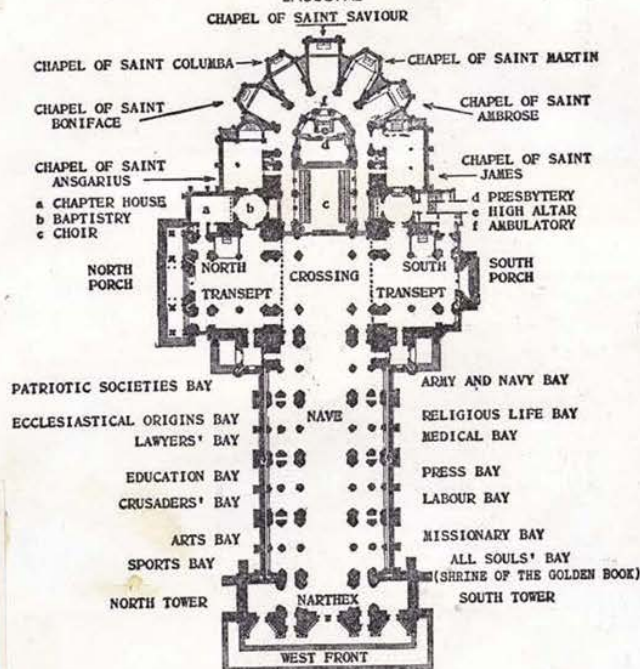 CHAPEL OF SAINT SAVIOUR
CHAPEL OF SAINT COLUMBA
CHAPEL OF SAINT MARTIN
CHAPEL OF SAINT
BONIFACE
CHAPEL OF SAINT
AMBROSE
f
d
CHAPEL OF SAINT
ANSGARIUS
CHAPEL OF SAINT
JAMES
a CHAPTER HOUSE
b BAPTISTRY
c CHOIR
a
b
c
d PRESBYTERY
e HIGH ALTAR
f AMBULATORY
NORTH
PORCH
NORTH
TRANSEPT
CROSSING
SOUTH
TRANSEPT
SOUTH
PORCH
PATRIOTIC SOCIETIES BAY
ARMY AND NAVY BAY
ECCLESIASTICAL ORIGINS BAY
NAVE
RELIGIOUS LIFE BAY
LAWYERS' BAY
MEDICAL BAY
EDUCATION BAY
PRESS BAY
CRUSADERS' BAY
LABOUR BAY
ARTS BAY
MISSIONARY BAY
SPORTS BAY
ALL SOULS' BAY
(SHRINE OF THE GOLDEN BOOK)
NORTH TOWER
NARTHEX
SOUTH TOWER
WEST FRONT